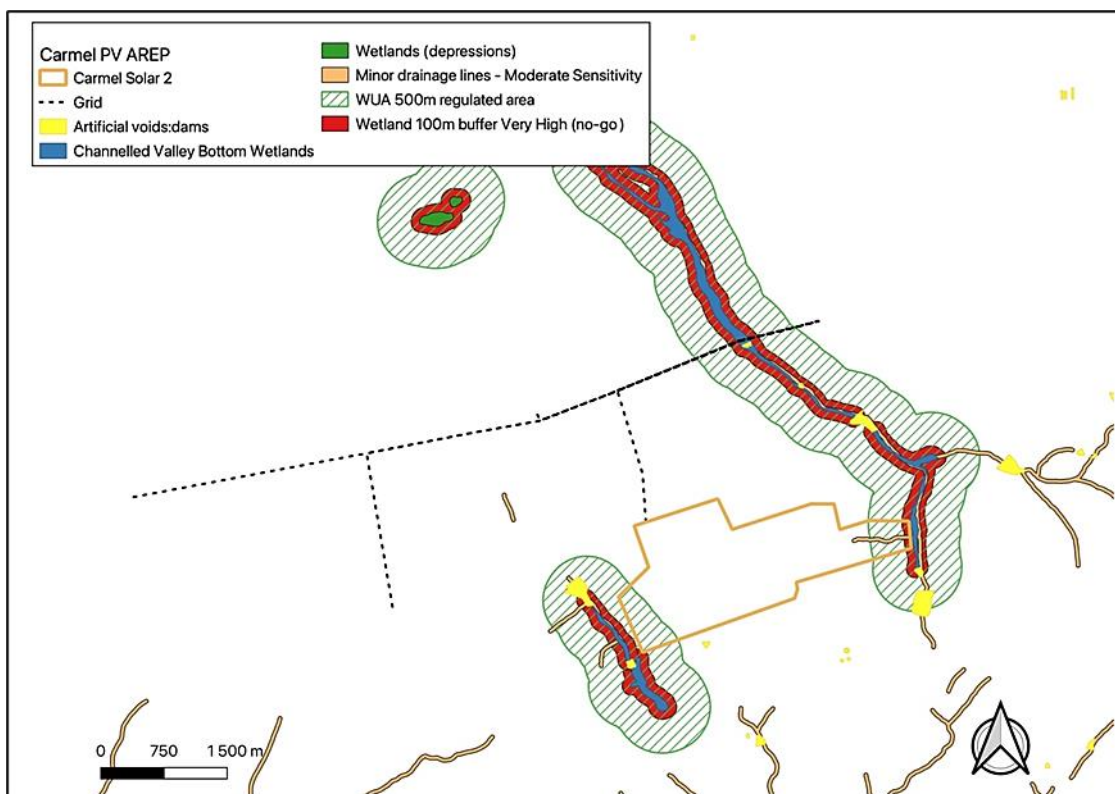 Carmel PV AREP
Carmel Solar 2
Grid
Artificial voids:dams
Channelled Valley Bottom Wetlands
Wetlands (depressions)
Minor drainage lines - Moderate Sensitivity
WUA 500m regulated area
Wetland 100m buffer Very High (no-go)
0 750 1 500 m